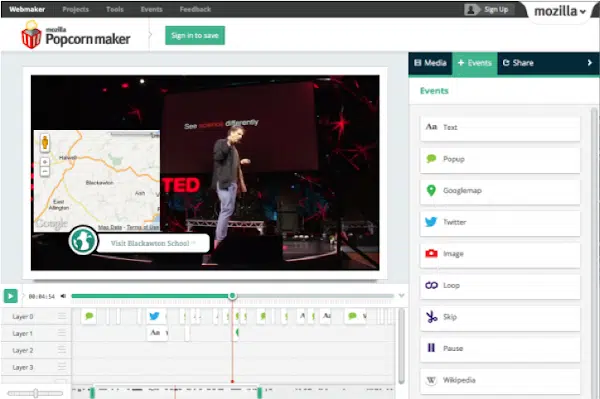 Webmaker Projects Tools Events Feedback Sign Up mozilla
mozilla
Popcorn maker Sign in to save
Media Events Share
Events
See science differently
TED
Halwell
Blackawton
Ash
East
Allington
Google Map Data - Terms of Use
Visit Blackawton School
Text
Popup
Googlemap
Twitter
Image
Loop
Skip
Pause
Wikipedia
00:04:54
Layer 0
Layer 1
Layer 2
Layer 3